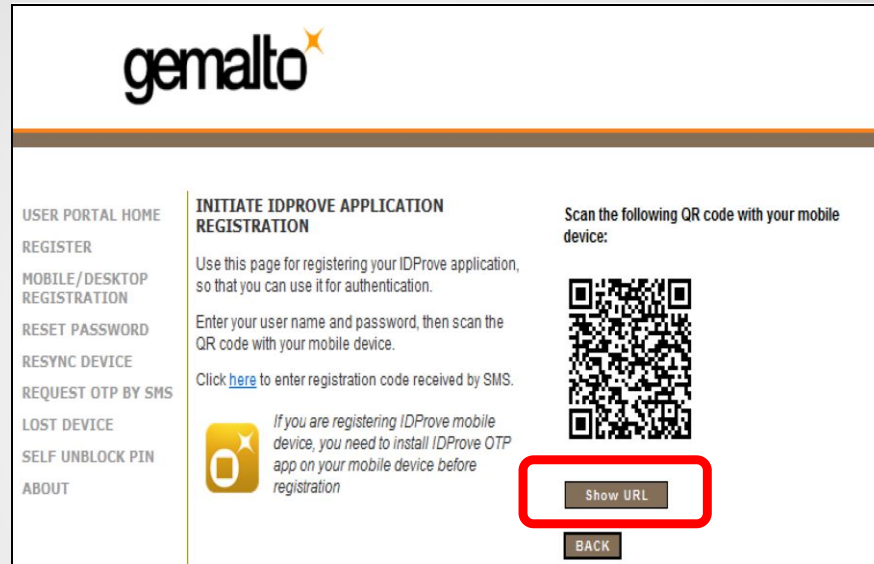 gemalto
USER PORTAL HOME
REGISTER
MOBILE/DESKTOP
REGISTRATION
RESET PASSWORD
RESYNC DEVICE
REQUEST OTP BY SMS
LOST DEVICE
SELF UNBLOCK PIN
ABOUT
INITIATE IDPROVE APPLICATION
REGISTRATION
Use this page for registering your IDProve application,
so that you can use it for authentication.
Enter your user name and password, then scan the
QR code with your mobile device.
Click here to enter registration code received by SMS.
If you are registering IDProve mobile
device, you need to install IDProve OTP
app on your mobile device before
registration
Scan the following QR code with your mobile
device:
Show URL
BACK